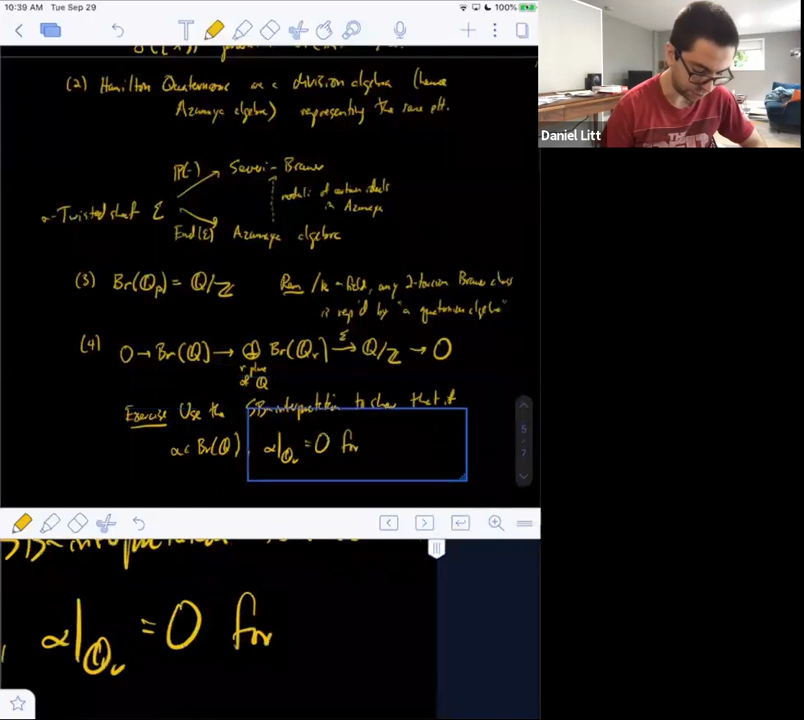 10:39 AM Tue Sep 29
100%
(2) Hamilton Quaternions as a division algebra (hence
Azumaya algebra) representing the same elt.
P(-) Severi-Brauer
moduli of certain ideals
in Azumaya
α-Twisted sheaf ℰ
End(ℰ) Azumaya algebra
(3) Br(ℚₚ) = ℚ/ℤ Rem /k - field, any 2-torsion Brauer class
is rep'd by "a quaternion algebra"
(4) 0 → Br(ℚ) → ⊕ Br(ℚᵥ) →Σ ℚ/ℤ → 0
v place
of ℚ
Exercise Use the SB-interpretation to show that if
α ∈ Br(ℚ), α|ℚᵥ = 0 for
5
7
α|ℚᵥ = 0 for
Daniel Litt
THE